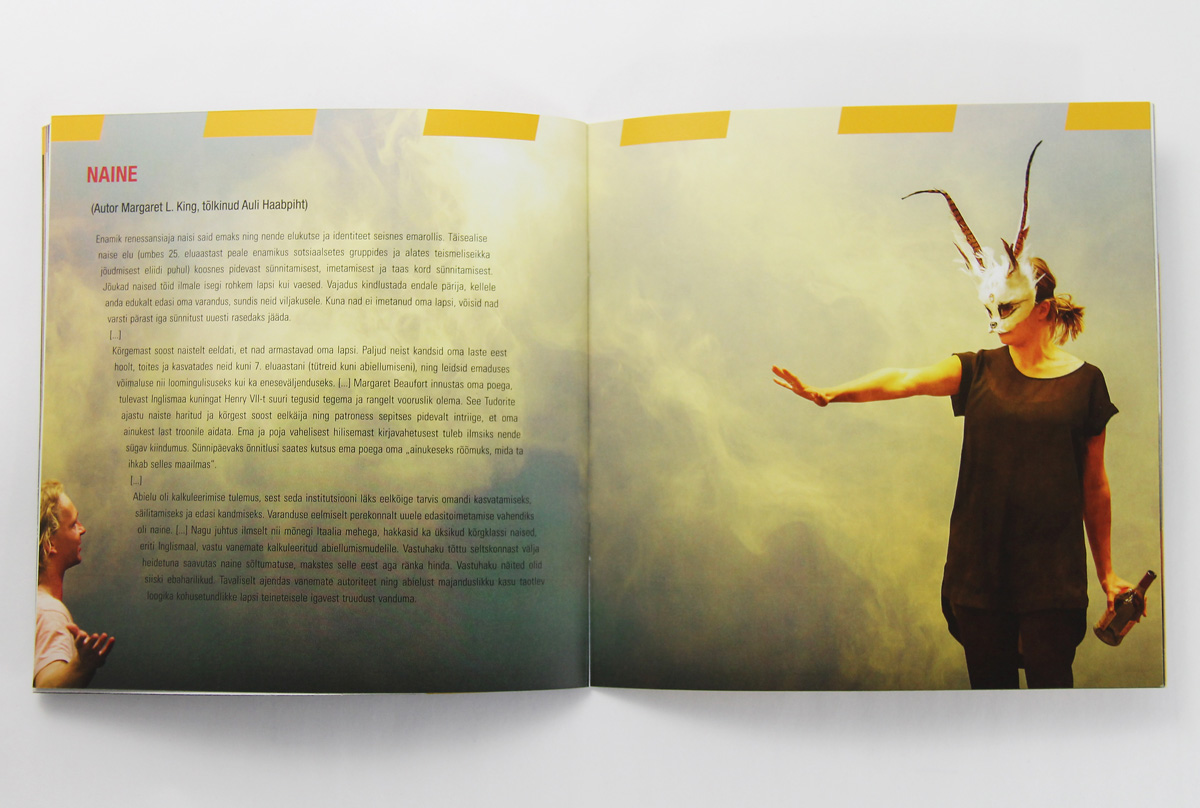 NAINE
(Autor Margaret L. King, tõlkinud Auli Haabpiht)
Enamik renessansiaja naisi said emaks ning nende elukutse ja identiteet seisnes emarollis. Täisealise
naise elu (umbes 25. eluaastast peale enamikus sotsiaalsetes gruppides ja alates teismeliseikka
jõudmisest eliidi puhul) koosnes pidevast sünnitamisest, imetamisest ja taas kord sünnitamisest.
Jõukad naised tõid ilmale isegi rohkem lapsi kui vaesed. Vajadus kindlustada endale pärija, kellele
anda edukalt edasi oma varandus, sundis neid viljakusele. Kuna nad ei imetanud oma lapsi, võisid nad
varsti pärast iga sünnitust uuesti rasedaks jääda.
[...]
Kõrgemast soost naistelt eeldati, et nad armastavad oma lapsi. Paljud neist kandsid oma laste eest
hoolt, toites ja kasvatades neid kuni 7. eluaastani (tütreid kuni abiellumiseni), ning leidsid emaduses
võimaluse nii loomingulisuseks kui ka eneseväljenduseks. [...] Margaret Beaufort innustas oma poega,
tulevast Inglismaa kuningat Henry VII-t suuri tegusid tegema ja rangelt vooruslik olema. See Tudorite
ajastu naiste haritud ja kõrgest soost eelkäija ning patroness sepitses pidevalt intriige, et oma
ainukest last troonile aidata. Ema ja poja vahelisest hilisemast kirjavahetusest tuleb ilmsiks nende
sügav kiindumus. Sünnipäevaks õnnitlusi saates kutsus ema poega oma „ainukeseks rõõmuks, mida ta
ihkab selles maailmas“.
[...]
Abielu oli kalkuleerimise tulemus, sest seda institutsiooni läks eelkõige tarvis omandi kasvatamiseks,
säilitamiseks ja edasi kandmiseks. Varanduse eelmiselt perekonnalt uuele edasitoimetamise vahendiks
oli naine. [...] Nagu juhtus ilmselt nii mõnegi Itaalia mehega, hakkasid ka üksikud kõrgklassi naised,
eriti Inglismaal, vastu vanemate kalkuleeritud abiellumismudelile. Vastuhaku tõttu seltskonnast välja
heidetuna saavutas naine sõltumatuse, makstes selle eest aga ränka hinda. Vastuhaku näited olid
siiski ebaharilikud. Tavaliselt ajendas vanemate autoriteet ning abielust majanduslikku kasu taotlev
loogika kohusetundlikke lapsi teineteisele igavest truudust vanduma.